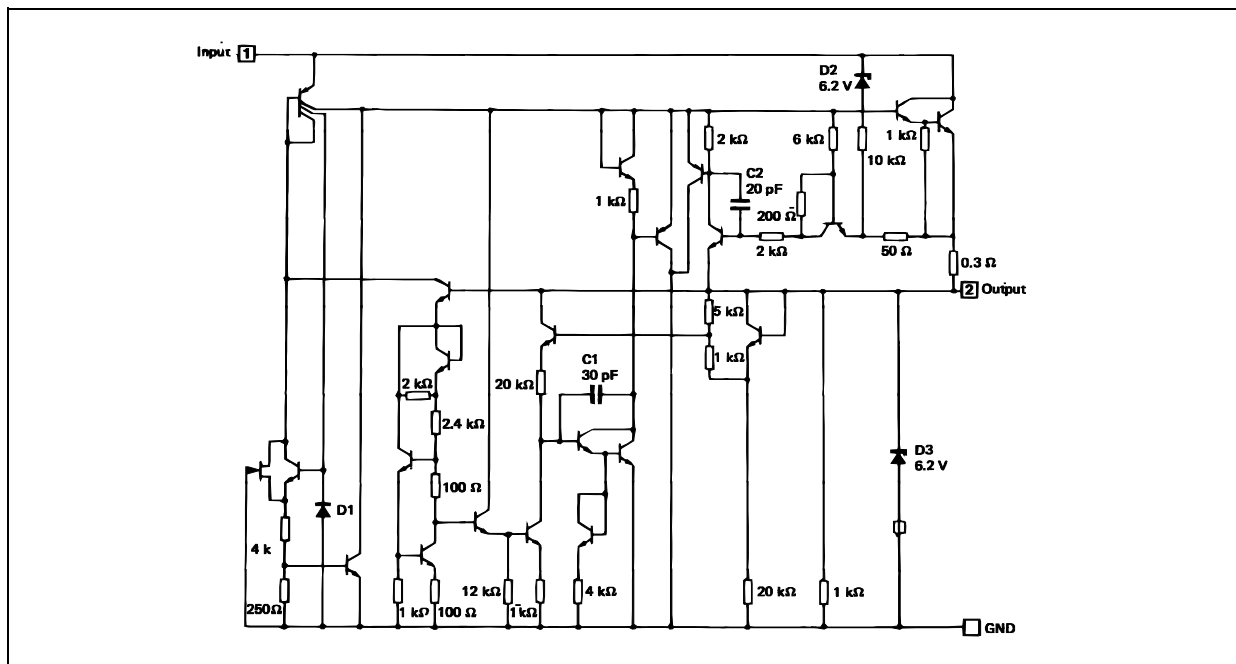 Input 1
D2
6.2 V
2 kΩ
6 kΩ
1 kΩ
10 kΩ
C2
20 pF
1 kΩ
200 Ω
2 kΩ
50 Ω
0.3 Ω
2 Output
5 kΩ
C1
30 pF
1 kΩ
2 kΩ
20 kΩ
2.4 kΩ
D3
6.2 V
100 Ω
D1
4 k
250Ω
1 kΩ
100 Ω
12 kΩ
1 kΩ
4 kΩ
20 kΩ
1 kΩ
GND